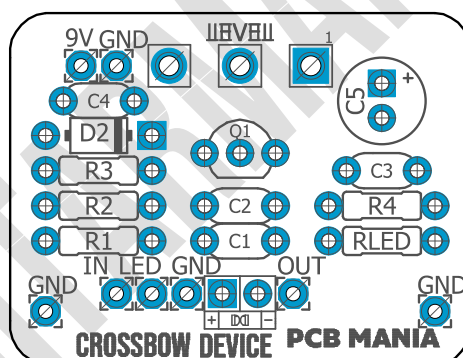 9V GND
1
C4
+
C5
D2
Q1
R3
C3
R2
C2
R4
R1
C1
RLED
IN LED GND OUT
GND
GND
+ -
CROSSBOW DEVICE
PCB MANIA